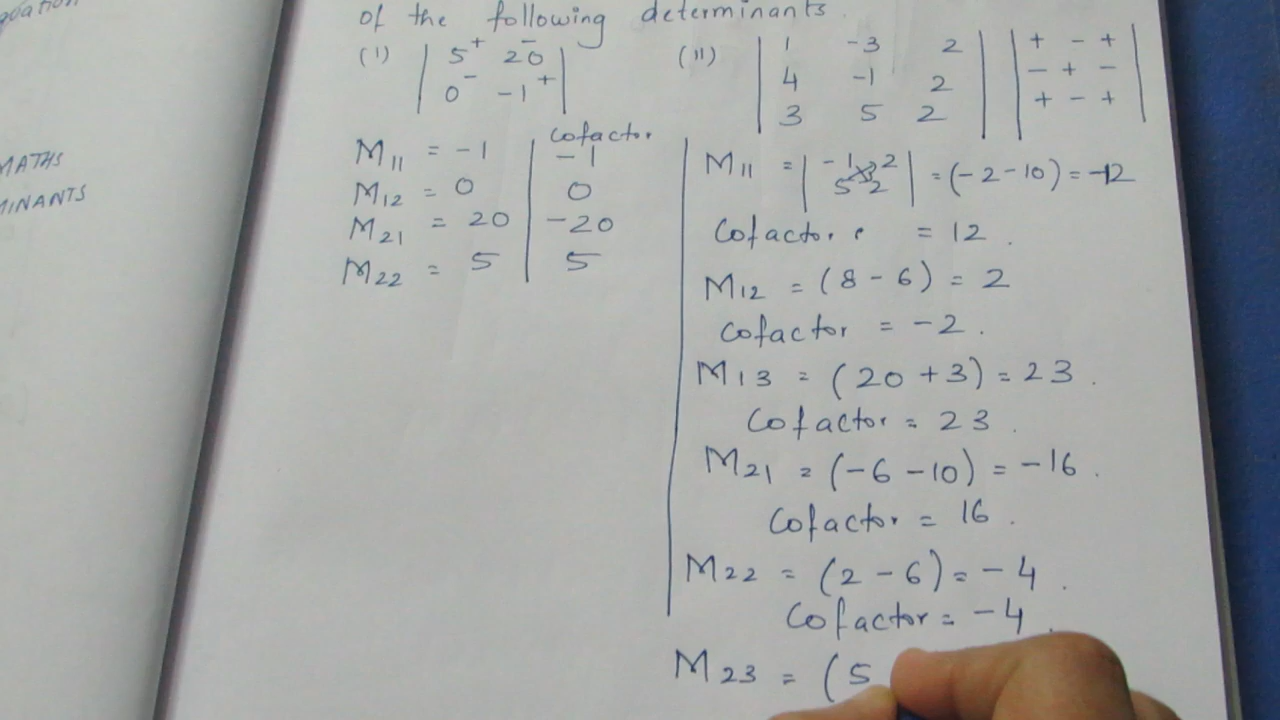 of the following determinants.
(i) | 5+ 20- | (ii) | 1 -3 2 | | + - + |
| 0- -1+ | | 4 -1 2 | | - + - |
| 3 5 2 | | + - + |
MATHS
MINANTS
cofactor
M11 = -1 | -1
M12 = 0 | 0
M21 = 20 | -20
M22 = 5 | 5
M11 = | -1 2 | = (-2-10) = -12
| 5 2 |
Cofactor = 12 .
M12 = (8 - 6) = 2
Cofactor = -2 .
M13 = (20 + 3) = 23 .
Cofactor = 23 .
M21 = (-6 - 10) = -16 .
Cofactor = 16 .
M22 = (2 - 6) = -4 .
Cofactor = -4 .
M23 = (5